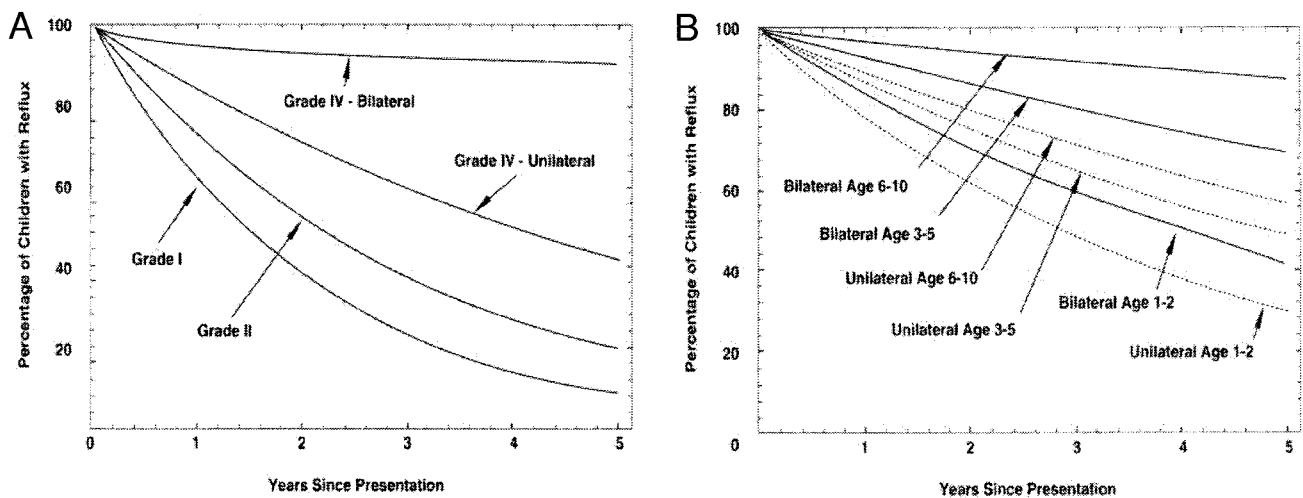 A
Percentage of Children with Reflux
100
80
60
40
20
0
1
2
3
4
5
Years Since Presentation
Grade IV - Bilateral
Grade IV - Unilateral
Grade I
Grade II
B
Percentage of Children with Reflux
100
80
60
40
20
0
1
2
3
4
5
Years Since Presentation
Bilateral Age 6-10
Bilateral Age 3-5
Unilateral Age 6-10
Unilateral Age 3-5
Bilateral Age 1-2
Unilateral Age 1-2